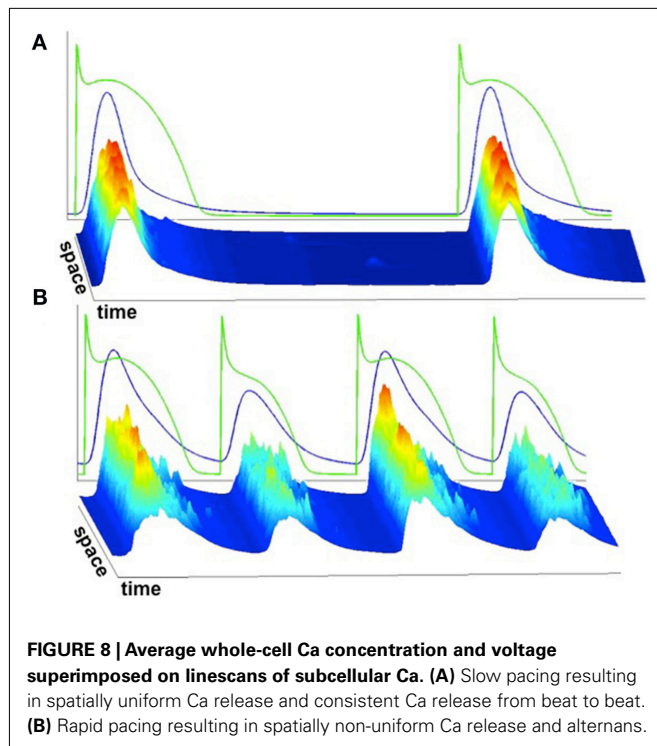 A
space
time
B
space
time
FIGURE 8 | Average whole-cell Ca concentration and voltage
superimposed on linescans of subcellular Ca. (A) Slow pacing resulting
in spatially uniform Ca release and consistent Ca release from beat to beat.
(B) Rapid pacing resulting in spatially non-uniform Ca release and alternans.